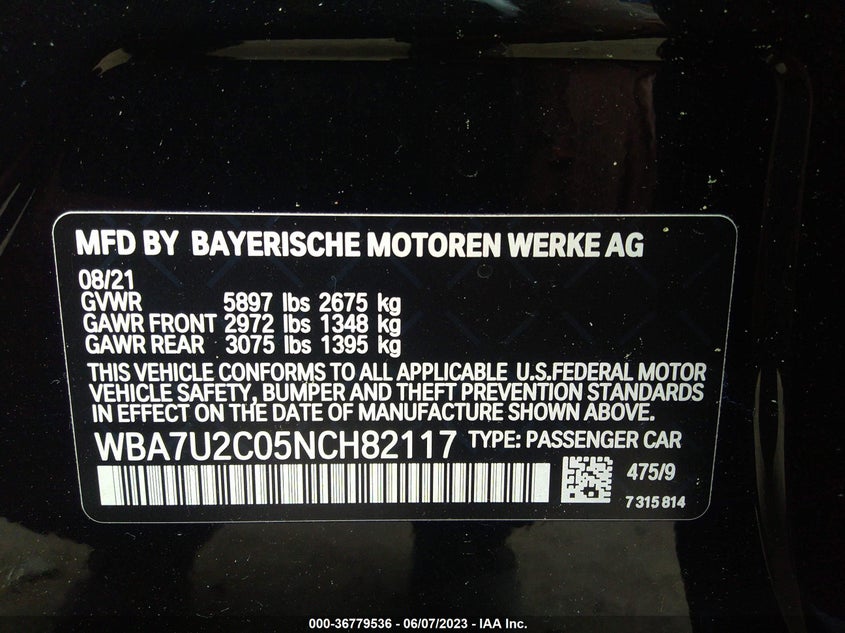 MFD BY BAYERISCHE MOTOREN WERKE AG
08/21
GVWR 5897 lbs 2675 kg
GAWR FRONT 2972 lbs 1348 kg
GAWR REAR 3075 lbs 1395 kg
THIS VEHICLE CONFORMS TO ALL APPLICABLE U.S.FEDERAL MOTOR
VEHICLE SAFETY, BUMPER AND THEFT PREVENTION STANDARDS
IN EFFECT ON THE DATE OF MANUFACTURE SHOWN ABOVE.
WBA7U2C05NCH82117 TYPE: PASSENGER CAR
475/9
7 315 814
000-36779536 - 06/07/2023 - IAA Inc.